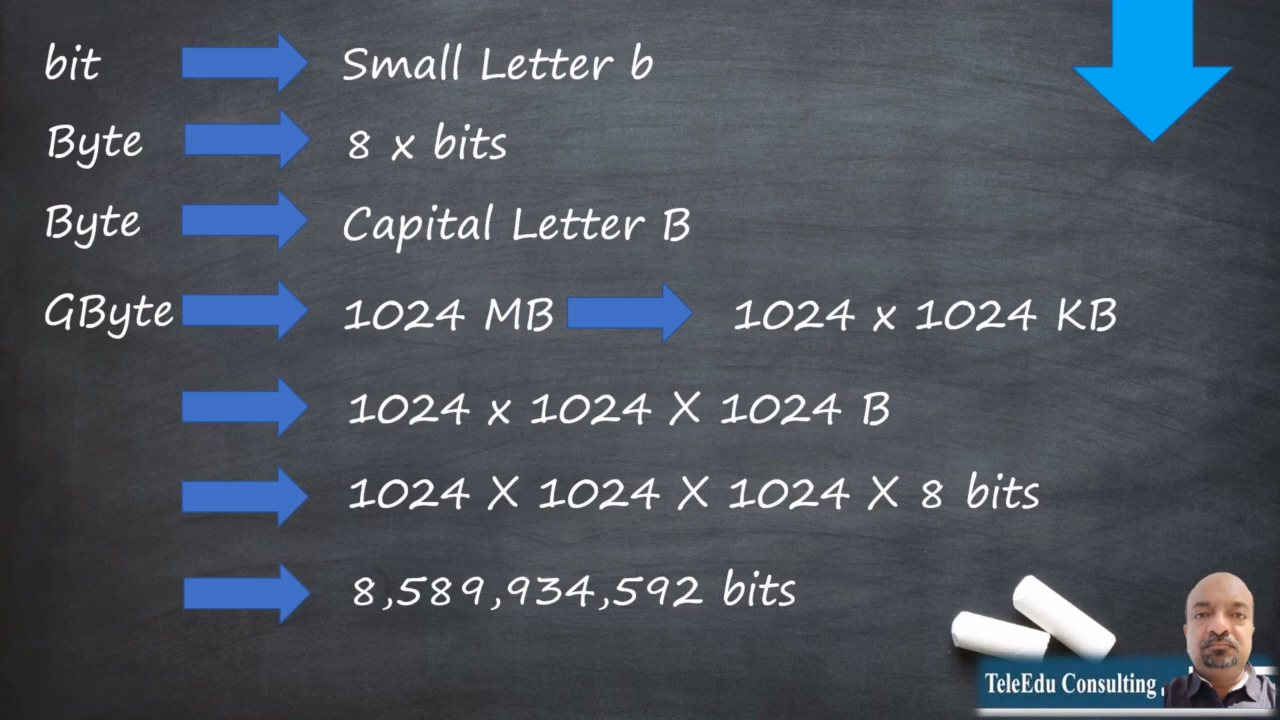 bit Small Letter b
Byte 8 x bits
Byte Capital Letter B
GByte 1024 MB 1024 x 1024 KB
1024 x 1024 X 1024 B
1024 X 1024 X 1024 X 8 bits
8,589,934,592 bits
TeleEdu Consulting